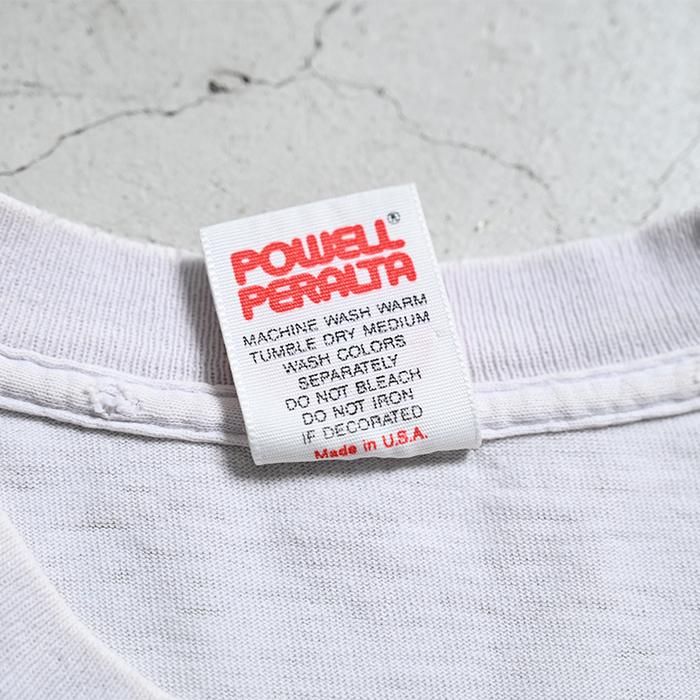 POWELL ®
PERALTA
MACHINE WASH WARM
TUMBLE DRY MEDIUM
WASH COLORS
SEPARATELY
DO NOT BLEACH
DO NOT IRON
IF DECORATED
Made in U.S.A.